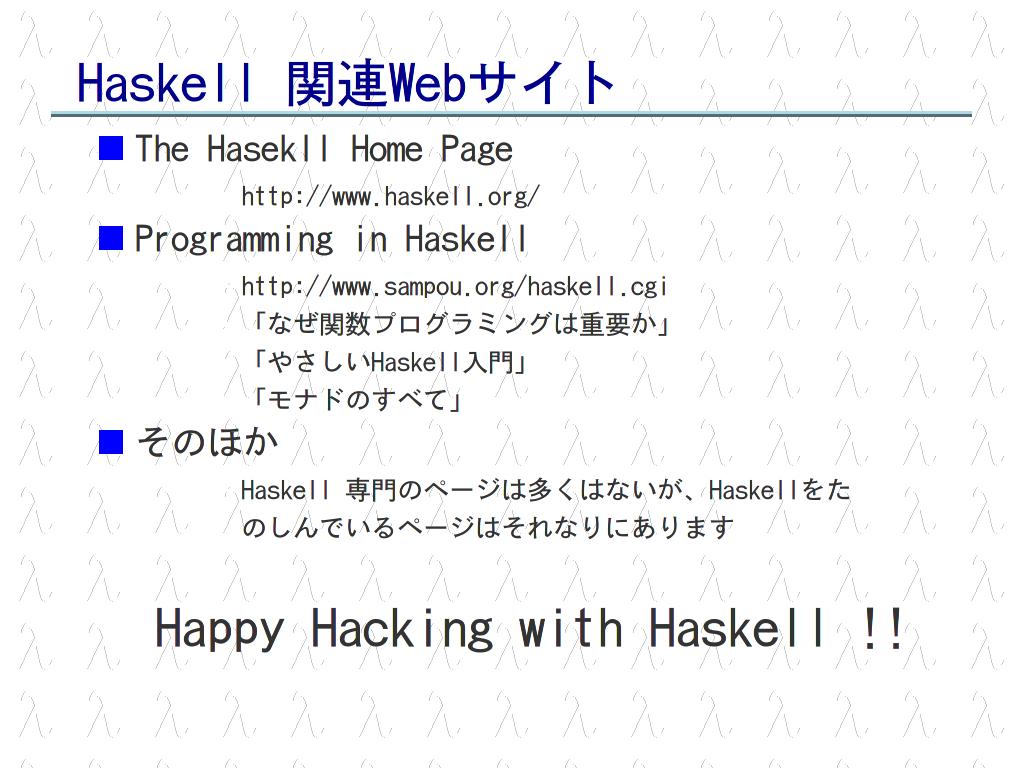 Haskell 関連Webサイト
The Hasekll Home Page
http://www.haskell.org/
Programming in Haskell
http://www.sampou.org/haskell.cgi
「なぜ関数プログラミングは重要か」
「やさしいHaskell入門」
「モナドのすべて」
そのほか
Haskell 専門のページは多くはないが、Haskellをた
のしんでいるページはそれなりにあります
Happy Hacking with Haskell !!